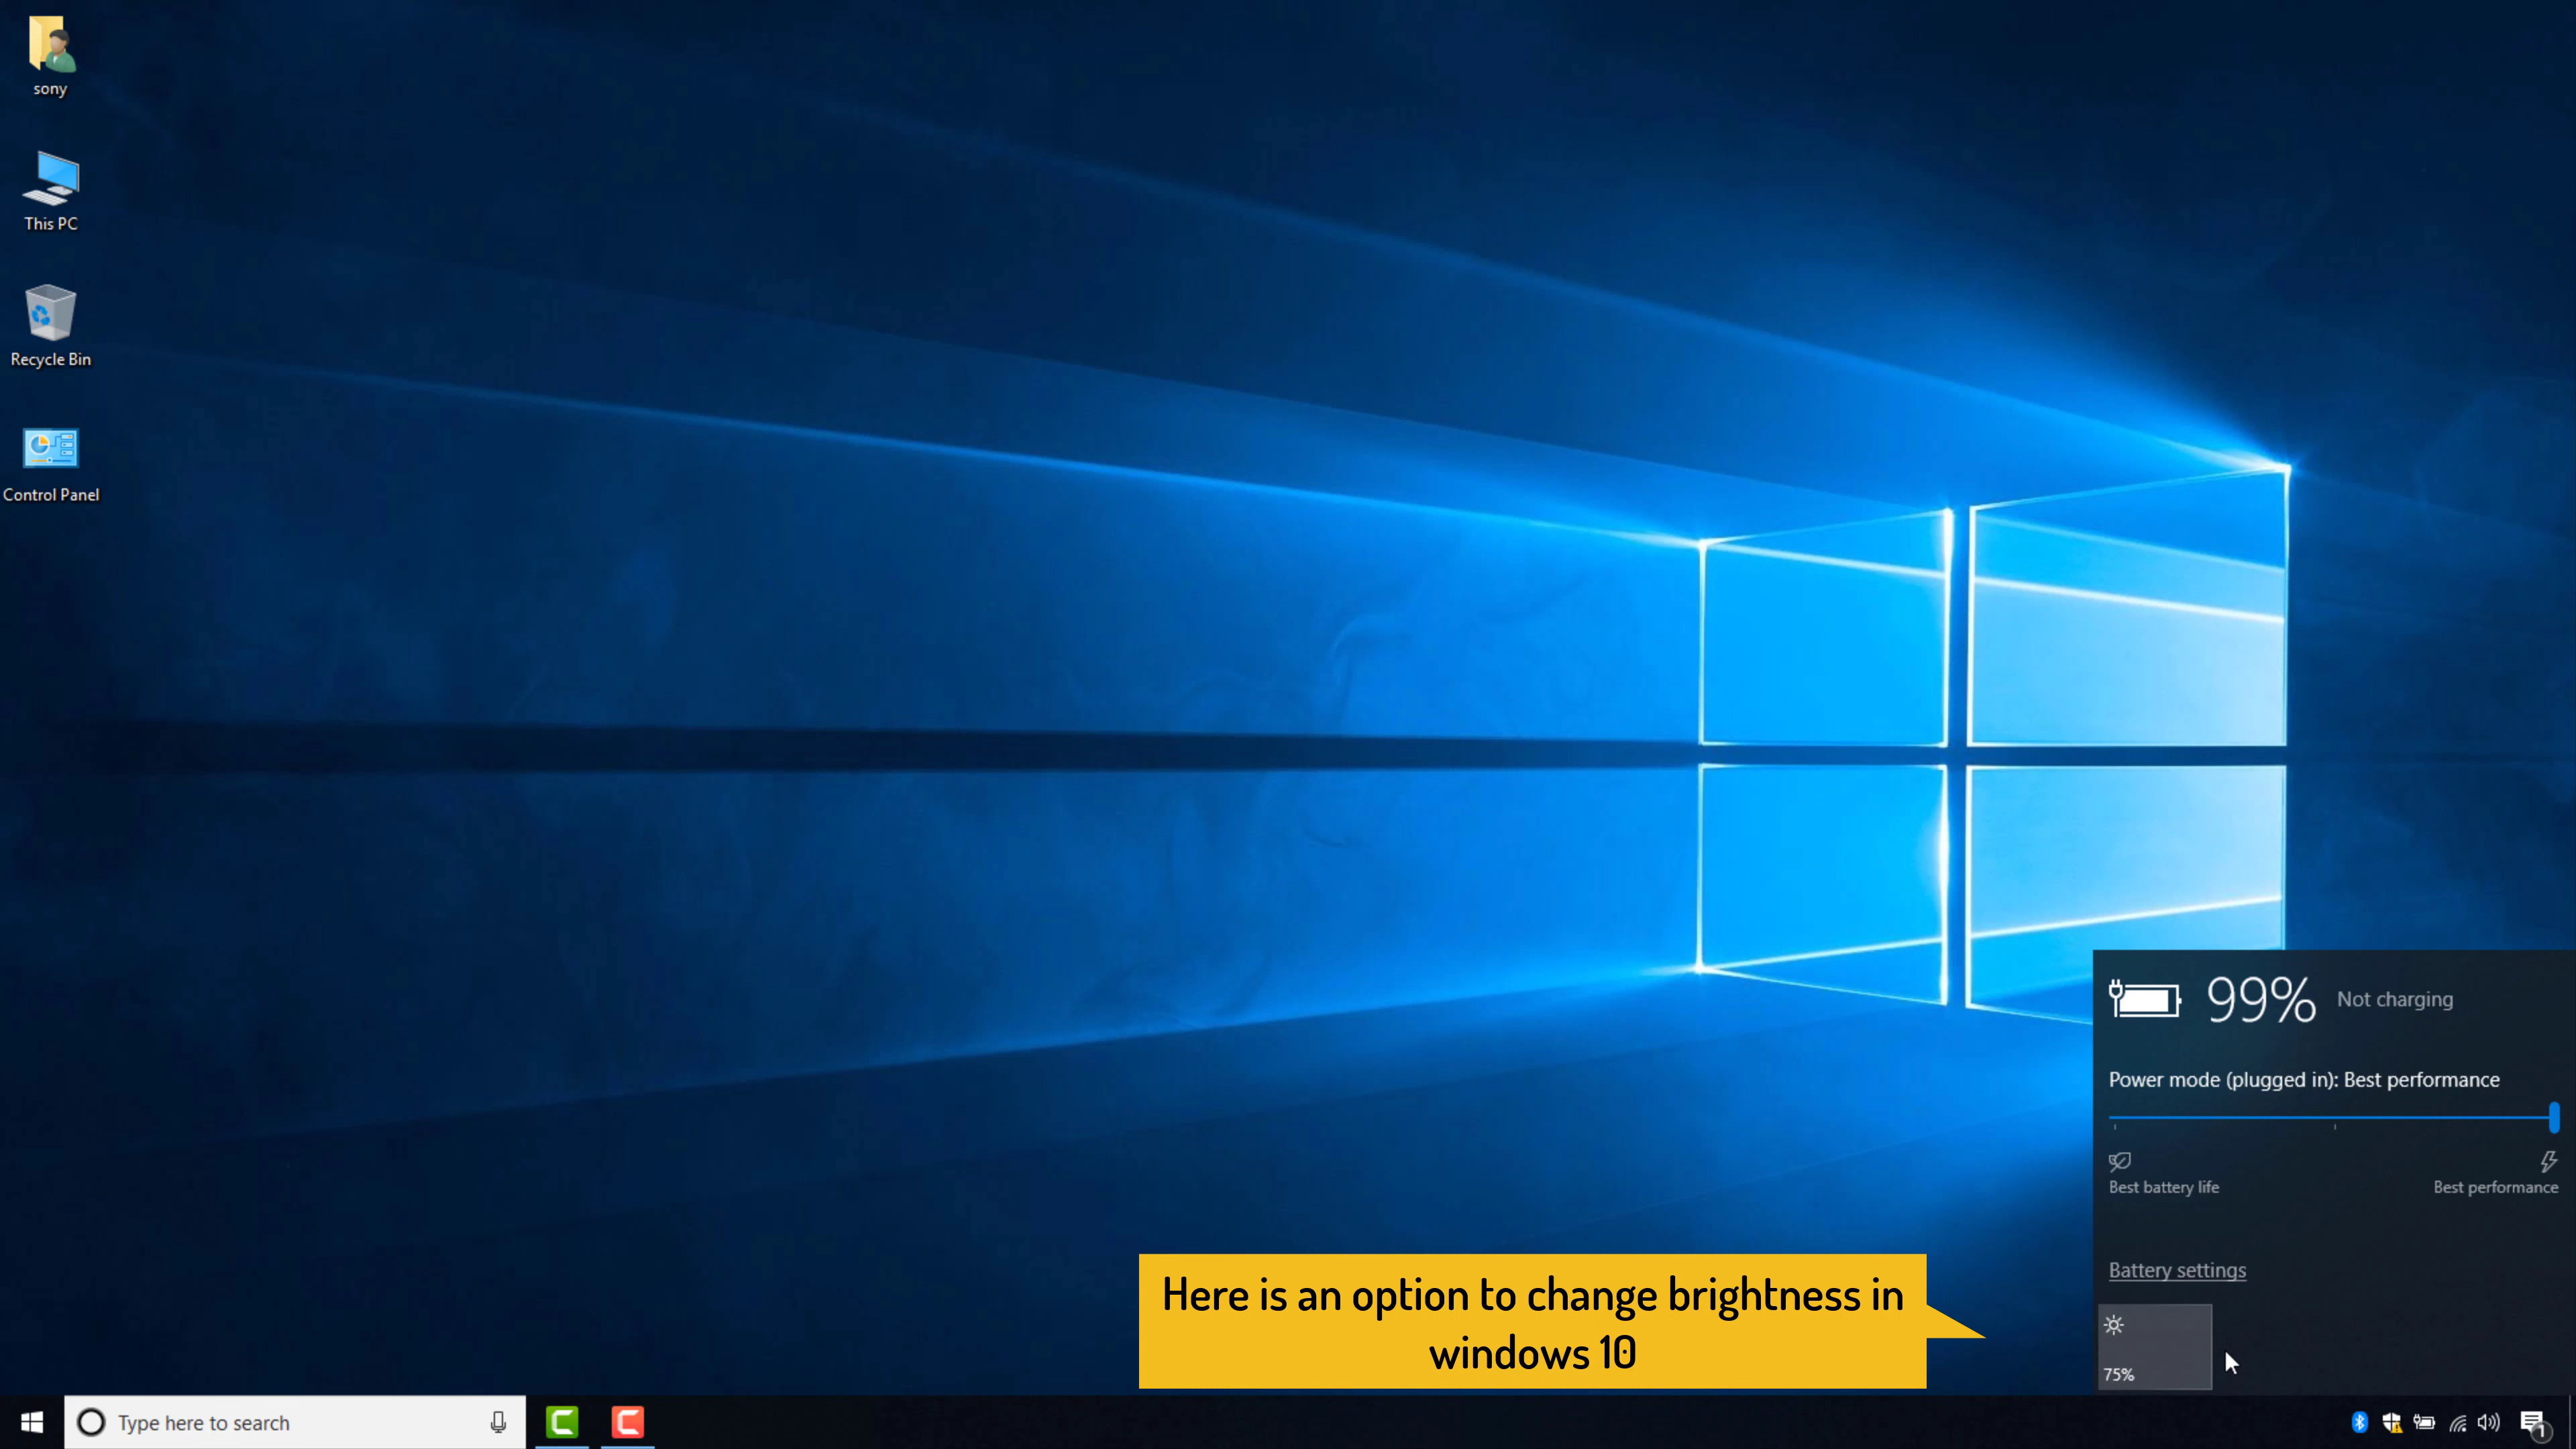 sony
This PC
Recycle Bin
Control Panel
99% Not charging
Power mode (plugged in): Best performance
Best battery life Best performance
Battery settings
75%
Here is an option to change brightness in
windows 10
Type here to search
1